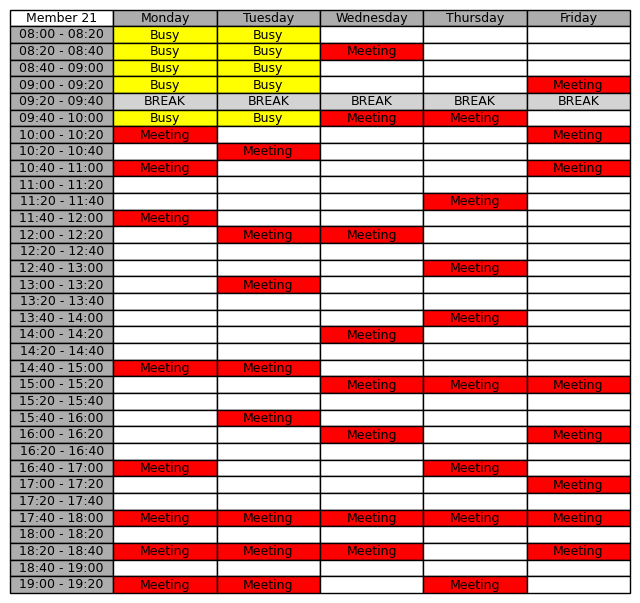 Member 21 Monday Tuesday Wednesday Thursday Friday
08:00 - 08:20 Busy Busy
08:20 - 08:40 Busy Busy Meeting
08:40 - 09:00 Busy Busy
09:00 - 09:20 Busy Busy Meeting
09:20 - 09:40 BREAK BREAK BREAK BREAK BREAK
09:40 - 10:00 Busy Busy Meeting Meeting
10:00 - 10:20 Meeting Meeting
10:20 - 10:40 Meeting
10:40 - 11:00 Meeting Meeting
11:00 - 11:20
11:20 - 11:40 Meeting
11:40 - 12:00 Meeting
12:00 - 12:20 Meeting Meeting
12:20 - 12:40
12:40 - 13:00 Meeting
13:00 - 13:20 Meeting
13:20 - 13:40
13:40 - 14:00 Meeting
14:00 - 14:20 Meeting
14:20 - 14:40
14:40 - 15:00 Meeting Meeting
15:00 - 15:20 Meeting Meeting Meeting
15:20 - 15:40
15:40 - 16:00 Meeting
16:00 - 16:20 Meeting Meeting
16:20 - 16:40
16:40 - 17:00 Meeting Meeting
17:00 - 17:20 Meeting
17:20 - 17:40
17:40 - 18:00 Meeting Meeting Meeting Meeting Meeting
18:00 - 18:20
18:20 - 18:40 Meeting Meeting Meeting Meeting
18:40 - 19:00
19:00 - 19:20 Meeting Meeting Meeting